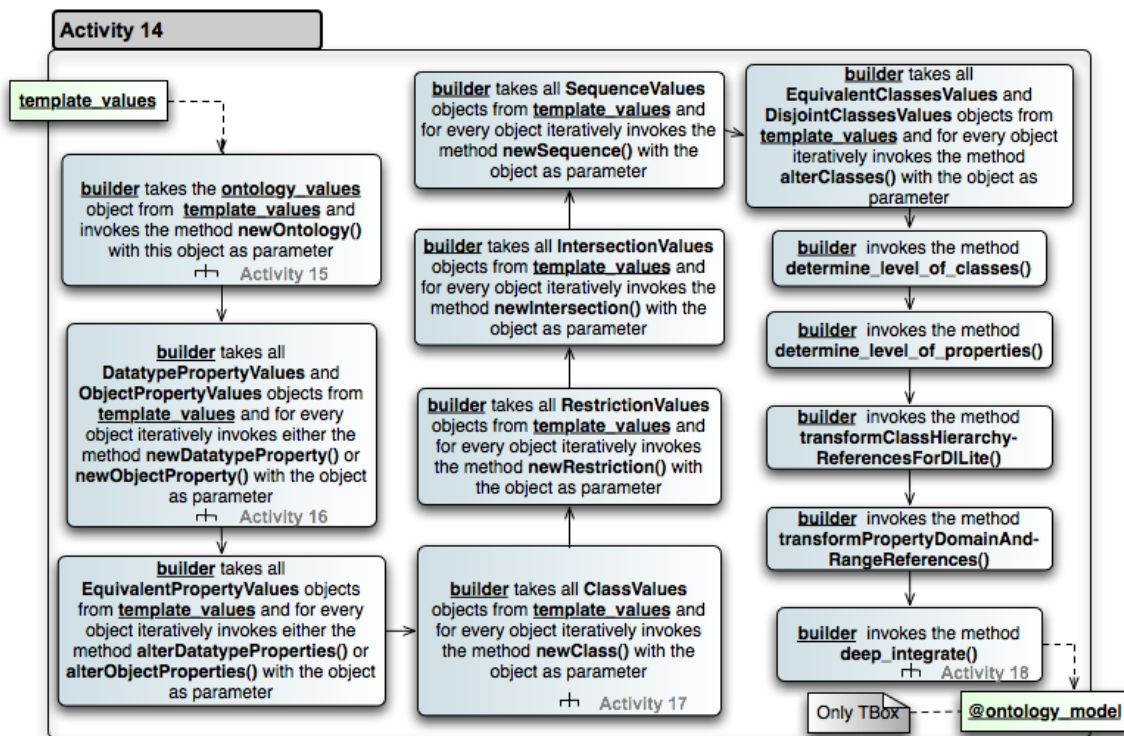 Activity 14
template_values
builder takes the ontology_values
object from template_values and
invokes the method newOntology()
with this object as parameter
Activity 15
builder takes all
DatatypePropertyValues and
ObjectPropertyValues objects from
template_values and for every
object iteratively invokes either the
method newDatatypeProperty() or
newObjectProperty() with the object
as parameter
Activity 16
builder takes all
EquivalentPropertyValues objects
from template_values and for every
object iteratively invokes either the
method alterDatatypeProperties() or
alterObjectProperties() with the object
as parameter
builder takes all ClassValues
objects from template_values and
for every object iteratively invokes
the method newClass() with the
object as parameter
Activity 17
builder takes all RestrictionValues
objects from template_values and
for every object iteratively invokes
the method newRestriction() with
the object as parameter
builder takes all IntersectionValues
objects from template_values and
for every object iteratively invokes the
method newIntersection() with the
object as parameter
builder takes all SequenceValues
objects from template_values and
for every object iteratively invokes the
method newSequence() with the
object as parameter
builder takes all
EquivalentClassesValues and
DisjointClassesValues objects from
template_values and for every object
iteratively invokes the method
alterClasses() with the object as
parameter
builder invokes the method
determine_level_of_classes()
builder invokes the method
determine_level_of_properties()
builder invokes the method
transformClassHierarchy-
ReferencesForDlLite()
builder invokes the method
transformPropertyDomainAnd-
RangeReferences()
builder invokes the method
deep_integrate()
Activity 18
Only TBox
@ontology_model